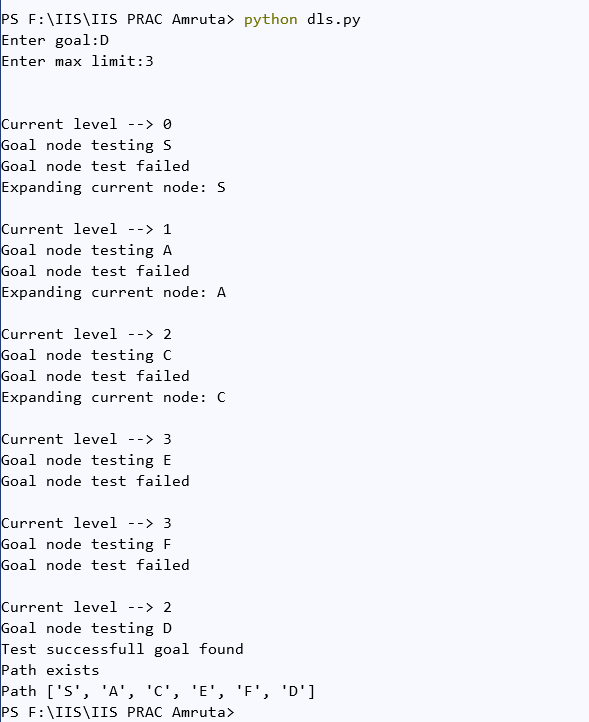 PS F:\IIS\IIS PRAC Amruta> python dls.py
Enter goal:D
Enter max limit:3
Current level --> 0
Goal node testing S
Goal node test failed
Expanding current node: S
Current level --> 1
Goal node testing A
Goal node test failed
Expanding current node: A
Current level --> 2
Goal node testing C
Goal node test failed
Expanding current node: C
Current level --> 3
Goal node testing E
Goal node test failed
Current level --> 3
Goal node testing F
Goal node test failed
Current level --> 2
Goal node testing D
Test successfull goal found
Path exists
Path ['S', 'A', 'C', 'E', 'F', 'D']
PS F:\IIS\IIS PRAC Amruta>